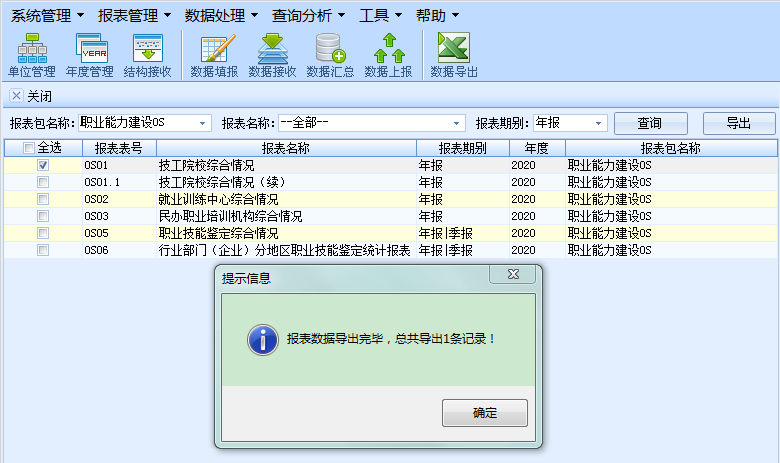 系统管理 报表管理 数据处理 查询分析 工具 帮助
YEAR
单位管理 年度管理 结构接收 数据填报 数据接收 数据汇总 数据上报 数据导出
关闭
报表包名称: 职业能力建设OS 报表名称: --全部-- 报表期别: 年报 查询 导出
全选 报表表号 报表名称 报表期别 年度 报表包名称
OS01 技工院校综合情况 年报 2020 职业能力建设OS
OS01.1 技工院校综合情况（续） 年报 2020 职业能力建设OS
OS02 就业训练中心综合情况 年报 2020 职业能力建设OS
OS03 民办职业培训机构综合情况 年报 2020 职业能力建设OS
OS05 职业技能鉴定综合情况 年报|季报 2020 职业能力建设OS
OS06 行业部门（企业）分地区职业技能鉴定统计报表 年报|季报 2020 职业能力建设OS
提示信息
报表数据导出完毕，总共导出1条记录！
确定